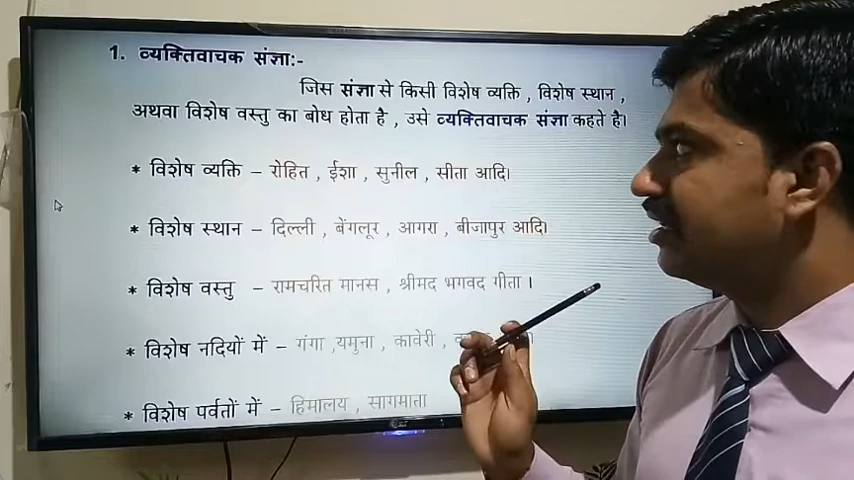 1. व्यक्तिवाचक संज्ञा:-
जिस संज्ञा से किसी विशेष व्यक्ति , विशेष स्थान ,
अथवा विशेष वस्तु का बोध होता है , उसे व्यक्तिवाचक संज्ञा कहते है।
* विशेष व्यक्ति – रोहित , ईशा , सुनील , सीता आदि।
* विशेष स्थान – दिल्ली , बेंगलूर , आगरा , बीजापुर आदि।
* विशेष वस्तु – रामचरित मानस , श्रीमद भगवद गीता ।
* विशेष नदियों में – गंगा ,यमुना , कावेरी ,
* विशेष पर्वतों में – हिमालय , सागमाता